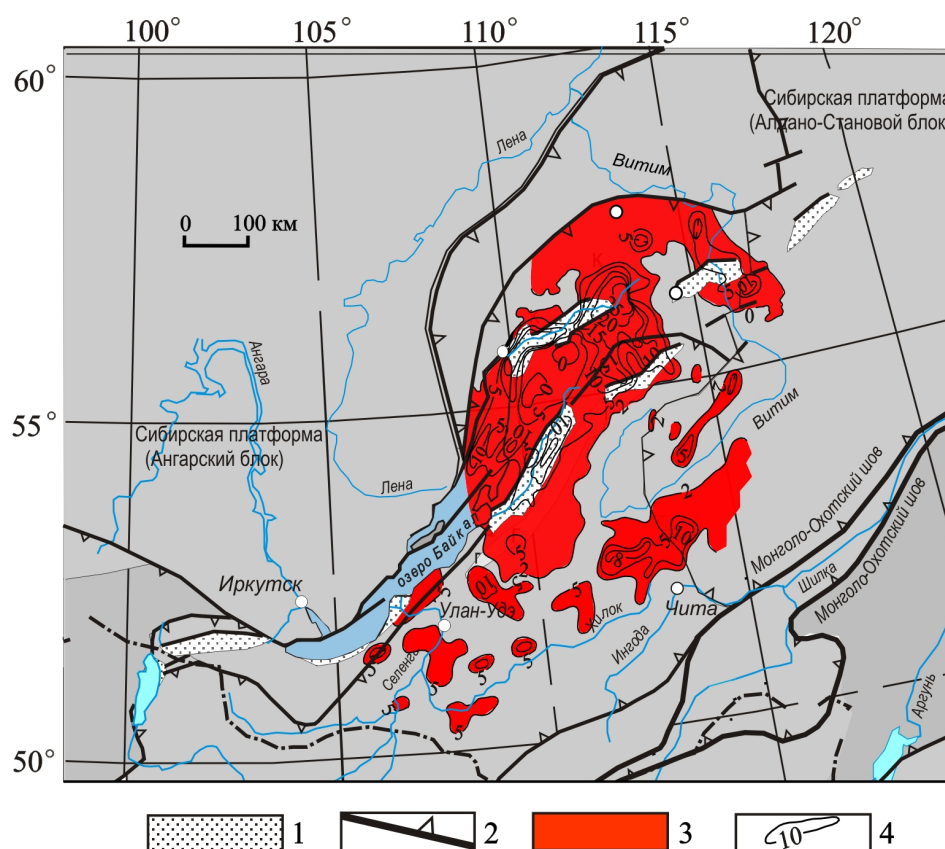 100° 105° 110° 115° 120°
60°
Сибирская платформа
(Алдано-Становой блок
Лена
Витим
0 100 км
К
Ангара
55°
Сибирская платформа
(Ангарский блок)
Витим
Лена
озеро Байкал
Монголо-Охотский шов
Монголо-Охотский шов
Иркутск
Улан-Удэ
Чита
Шилка
Хилок
Ингода
Селенга
Аргунь
50°
1 2 3 10 4